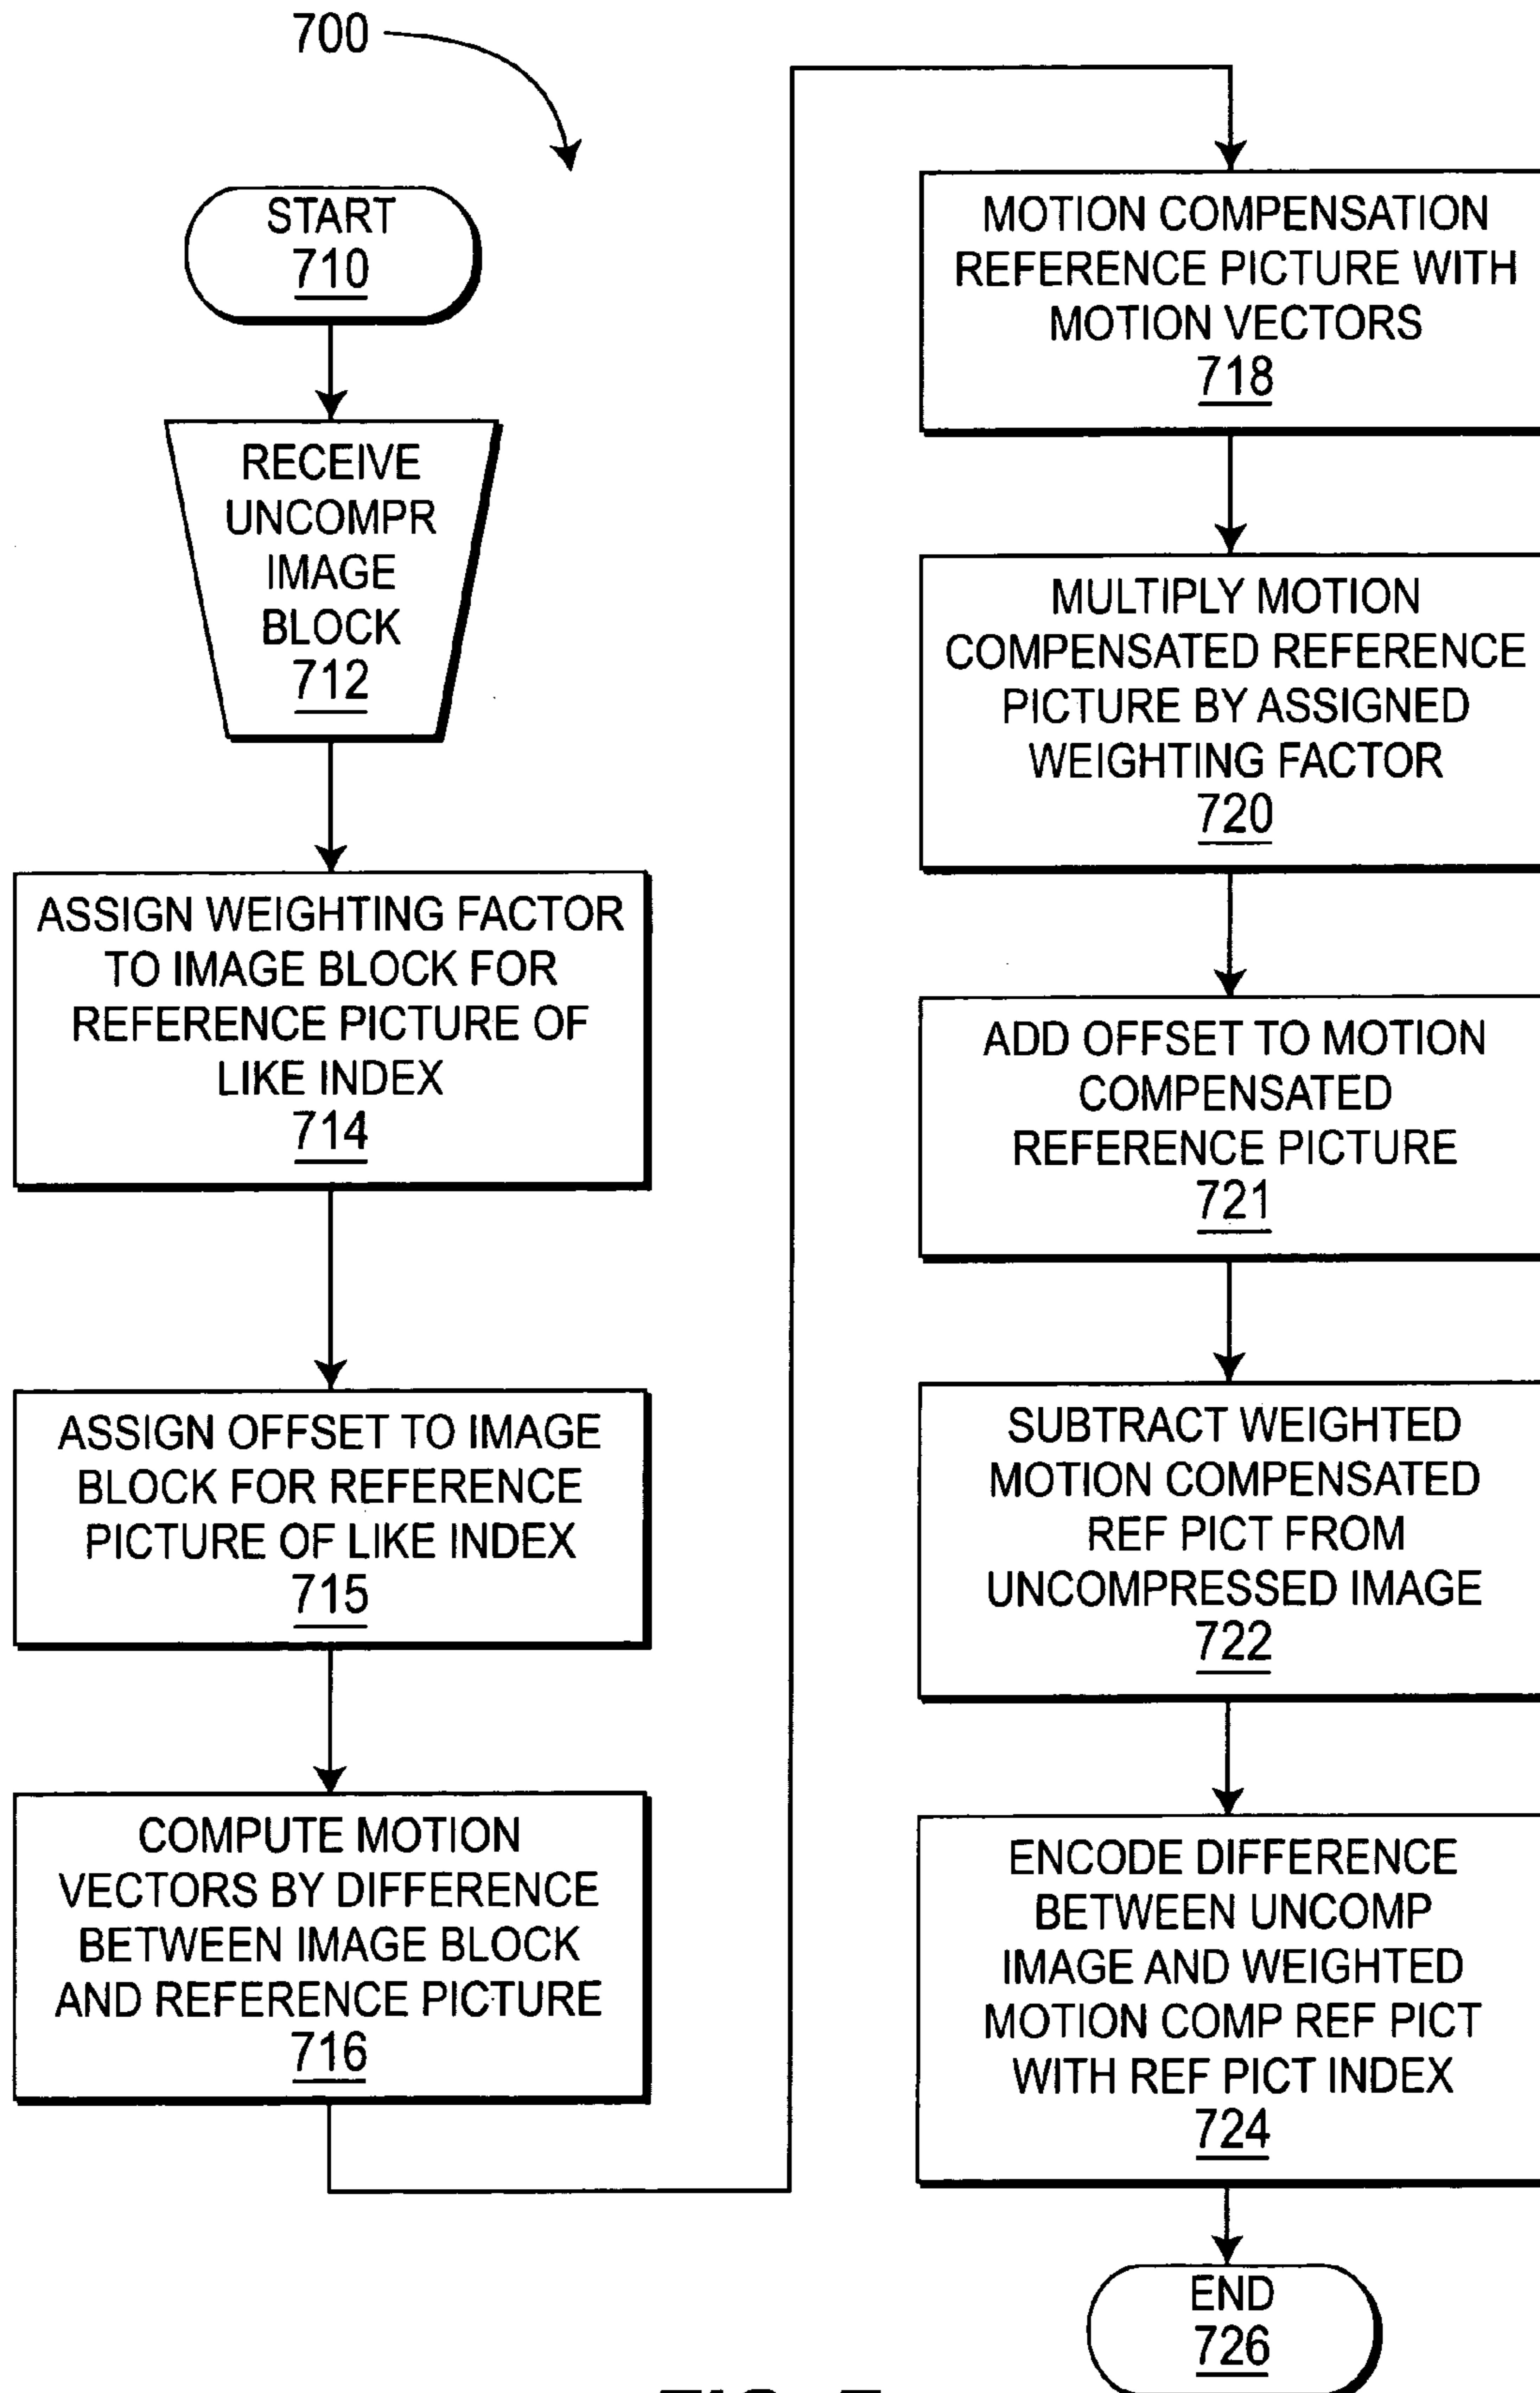 700
START
710
RECEIVE
UNCOMPR
IMAGE
BLOCK
712
ASSIGN WEIGHTING FACTOR
TO IMAGE BLOCK FOR
REFERENCE PICTURE OF
LIKE INDEX
714
ASSIGN OFFSET TO IMAGE
BLOCK FOR REFERENCE
PICTURE OF LIKE INDEX
715
COMPUTE MOTION
VECTORS BY DIFFERENCE
BETWEEN IMAGE BLOCK
AND REFERENCE PICTURE
716
MOTION COMPENSATION
REFERENCE PICTURE WITH
MOTION VECTORS
718
MULTIPLY MOTION
COMPENSATED REFERENCE
PICTURE BY ASSIGNED
WEIGHTING FACTOR
720
ADD OFFSET TO MOTION
COMPENSATED
REFERENCE PICTURE
721
SUBTRACT WEIGHTED
MOTION COMPENSATED
REF PICT FROM
UNCOMPRESSED IMAGE
722
ENCODE DIFFERENCE
BETWEEN UNCOMP
IMAGE AND WEIGHTED
MOTION COMP REF PICT
WITH REF PICT INDEX
724
END
726